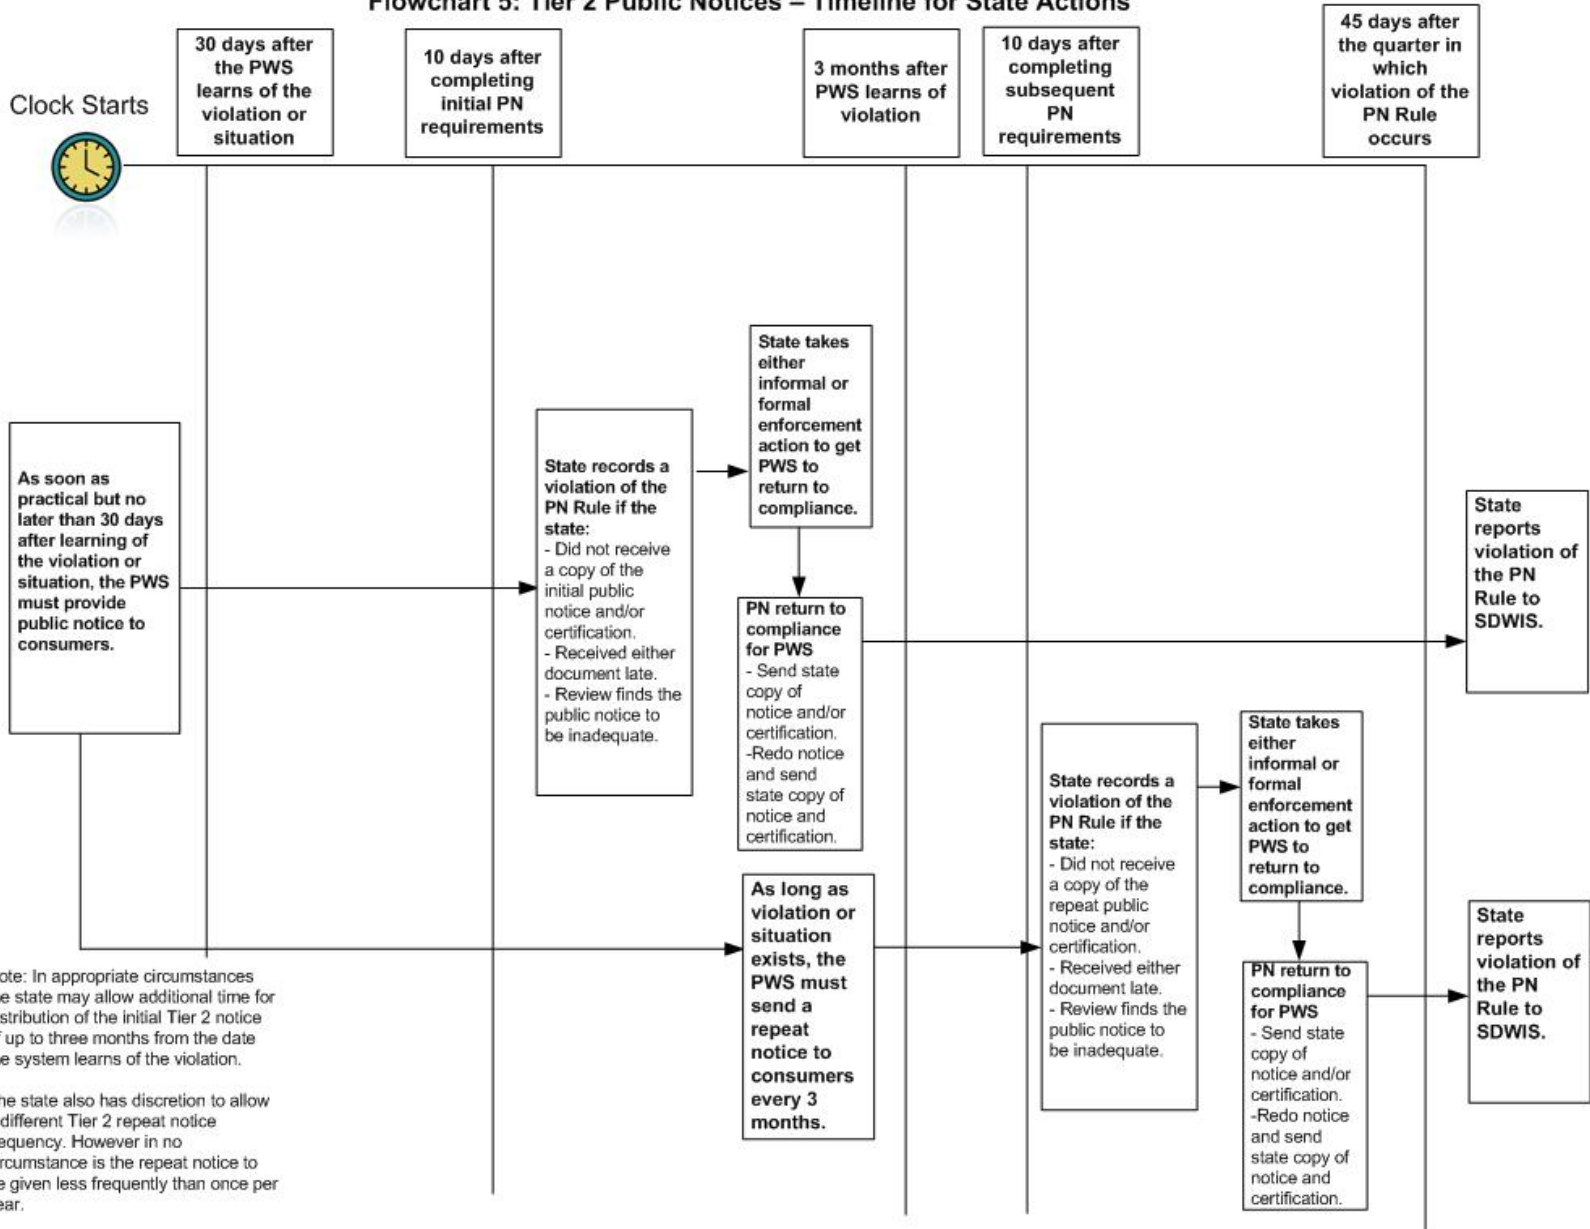 Flowchart 5: Tier 2 Public Notices – Timeline for State Actions
Clock Starts
30 days after
the PWS
learns of the
violation or
situation
10 days after
completing
initial PN
requirements
3 months after
PWS learns of
violation
10 days after
completing
subsequent
PN
requirements
45 days after
the quarter in
which
violation of the
PN Rule
occurs
As soon as
practical but no
later than 30 days
after learning of
the violation or
situation, the PWS
must provide
public notice to
consumers.
State records a
violation of the
PN Rule if the
state:
- Did not receive
a copy of the
initial public
notice and/or
certification.
- Received either
document late.
- Review finds the
public notice to
be inadequate.
State takes
either
informal or
formal
enforcement
action to get
PWS to
return to
compliance.
PN return to
compliance
for PWS
- Send state
copy of
notice and/or
certification.
-Redo notice
and send
state copy of
notice and
certification.
State
reports
violation of
the PN
Rule to
SDWIS.
As long as
violation or
situation
exists, the
PWS must
send a
repeat
notice to
consumers
every 3
months.
State records a
violation of the
PN Rule if the
state:
- Did not receive
a copy of the
repeat public
notice and/or
certification.
- Received either
document late.
- Review finds the
public notice to
be inadequate.
State takes
either
informal or
formal
enforcement
action to get
PWS to
return to
compliance.
PN return to
compliance
for PWS
- Send state
copy of
notice and/or
certification.
-Redo notice
and send
state copy of
notice and
certification.
State
reports
violation of
the PN
Rule to
SDWIS.
ote: In appropriate circumstances
e state may allow additional time for
stribution of the initial Tier 2 notice
f up to three months from the date
e system learns of the violation.
he state also has discretion to allow
different Tier 2 repeat notice
equency. However in no
rcumstance is the repeat notice to
e given less frequently than once per
ear.